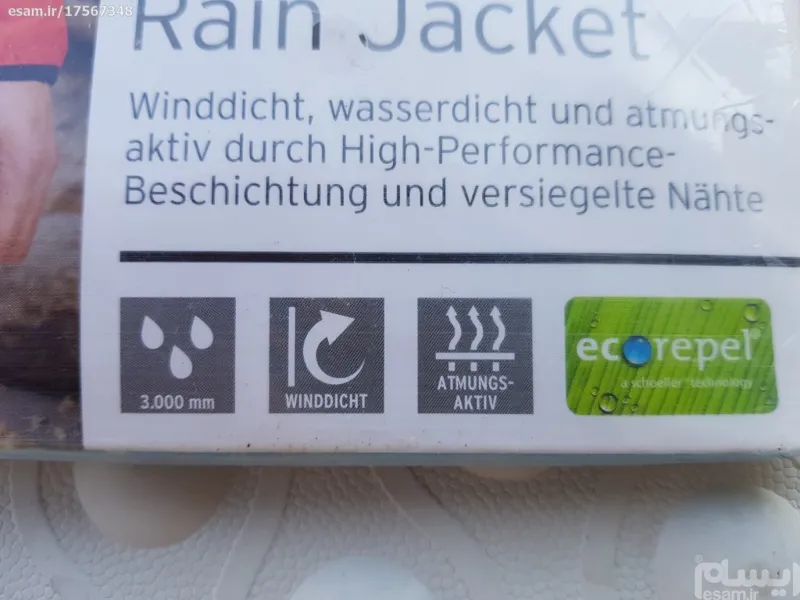 esam.ir/17567348
Rain Jacket
Winddicht, wasserdicht und atmungs-
aktiv durch High-Performance-
Beschichtung und versiegelte Nähte
3.000 mm
WINDDICHT
ATMUNGS-
AKTIV
ecorepel
a schoeller technology
ایسام
esam.ir